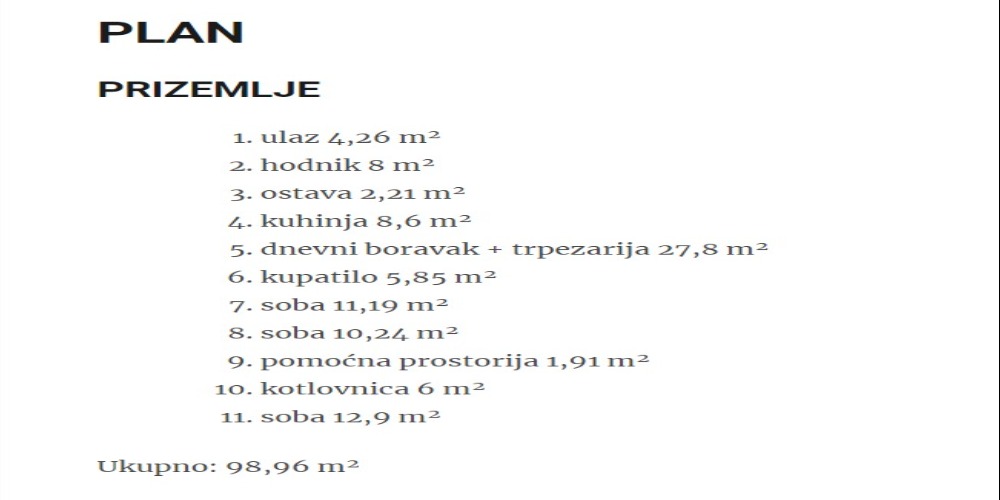 PLAN
PRIZEMLJE
1. ulaz 4,26 m²
2. hodnik 8 m²
3. ostava 2,21 m²
4. kuhinja 8,6 m²
5. dnevni boravak + trpezarija 27,8 m²
6. kupatilo 5,85 m²
7. soba 11,19 m²
8. soba 10,24 m²
9. pomoćna prostorija 1,91 m²
10. kotlovnica 6 m²
11. soba 12,9 m²
Ukupno: 98,96 m²